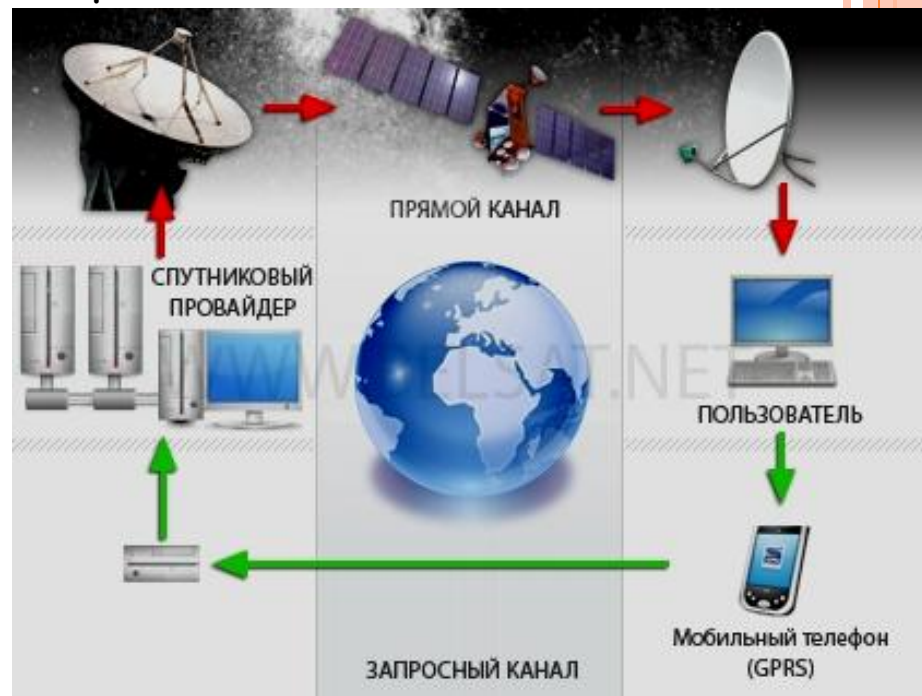 ПРЯМОЙ КАНАЛ
СПУТНИКОВЫЙ
ПРОВАЙДЕР
ПОЛЬЗОВАТЕЛЬ
Мобильный телефон
(GPRS)
ЗАПРОСНЫЙ КАНАЛ